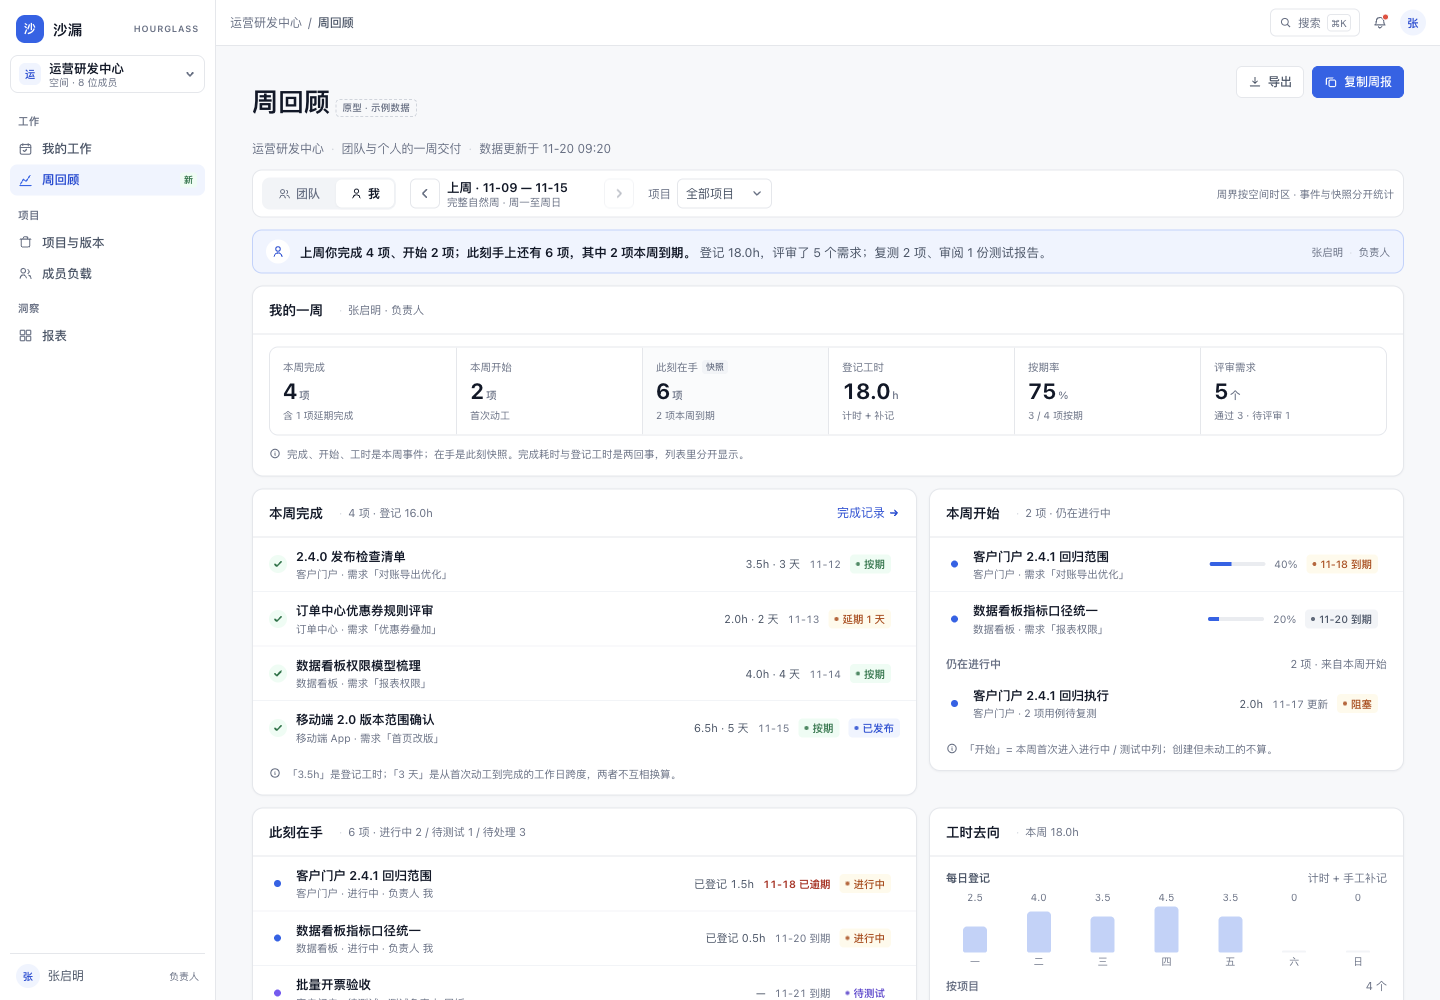 沙 沙漏 HOURGLASS
运 运营研发中心
空间 · 8 位成员
工作
我的工作
周回顾 新
项目
项目与版本
成员负载
洞察
报表
张 张启明 负责人
运营研发中心 / 周回顾
搜索 ⌘K 张
周回顾 原型 · 示例数据
导出 复制周报
运营研发中心 · 团队与个人的一周交付 · 数据更新于 11-20 09:20
团队 我
上周 · 11-09 — 11-15
完整自然周 · 周一至周日
项目 全部项目
周界按空间时区 · 事件与快照分开统计
上周你完成 4 项、开始 2 项；此刻手上还有 6 项，其中 2 项本周到期。 登记 18.0h，评审了 5 个需求；复测 2 项、审阅 1 份测试报告。 张启明 · 负责人
我的一周 · 张启明 · 负责人
本周完成
4 项
含 1 项延期完成
本周开始
2 项
首次动工
此刻在手 快照
6 项
2 项本周到期
登记工时
18.0 h
计时 + 补记
按期率
75 %
3 / 4 项按期
评审需求
5 个
通过 3 · 待评审 1
完成、开始、工时是本周事件；在手是此刻快照。完成耗时与登记工时是两回事，列表里分开显示。
本周完成 · 4 项 · 登记 16.0h 完成记录 →
2.4.0 发布检查清单
客户门户 · 需求「对账导出优化」
3.5h · 3 天 11-12 按期
订单中心优惠券规则评审
订单中心 · 需求「优惠券叠加」
2.0h · 2 天 11-13 延期 1 天
数据看板权限模型梳理
数据看板 · 需求「报表权限」
4.0h · 4 天 11-14 按期
移动端 2.0 版本范围确认
移动端 App · 需求「首页改版」
6.5h · 5 天 11-15 按期 已发布
「3.5h」是登记工时；「3 天」是从首次动工到完成的工作日跨度，两者不互相换算。
本周开始 · 2 项 · 仍在进行中
客户门户 2.4.1 回归范围
客户门户 · 需求「对账导出优化」
40% 11-18 到期
数据看板指标口径统一
数据看板 · 需求「报表权限」
20% 11-20 到期
仍在进行中 2 项 · 来自本周开始
客户门户 2.4.1 回归执行
客户门户 · 2 项用例待复测
2.0h 11-17 更新 阻塞
「开始」= 本周首次进入进行中 / 测试中列；创建但未动工的不算。
此刻在手 · 6 项 · 进行中 2 / 待测试 1 / 待处理 3
客户门户 2.4.1 回归范围
客户门户 · 进行中 · 负责人 我
已登记 1.5h 11-18 已逾期 进行中
数据看板指标口径统一
数据看板 · 进行中 · 负责人 我
已登记 0.5h 11-20 到期 进行中
批量开票验收
— 11-21 到期 待测试
工时去向 · 本周 18.0h
每日登记 计时 + 手工补记
2.5 4.0 3.5 4.5 3.5 0 0
一 二 三 四 五 六 日
按项目 4 个